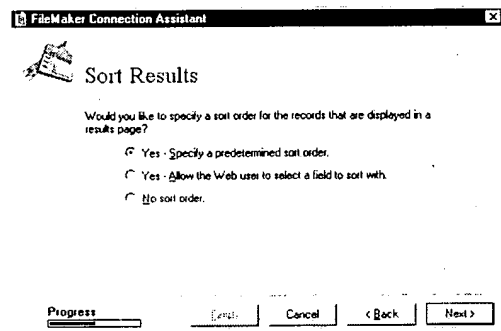 FileMaker Connection Assistant
Sort Results
Would you like to specify a sort order for the records that are displayed in a
results page?
Yes - Specify a predetermined sort order.
Yes - Allow the Web user to select a field to sort with.
No sort order.
Progress
Cancel
< Back
Next >